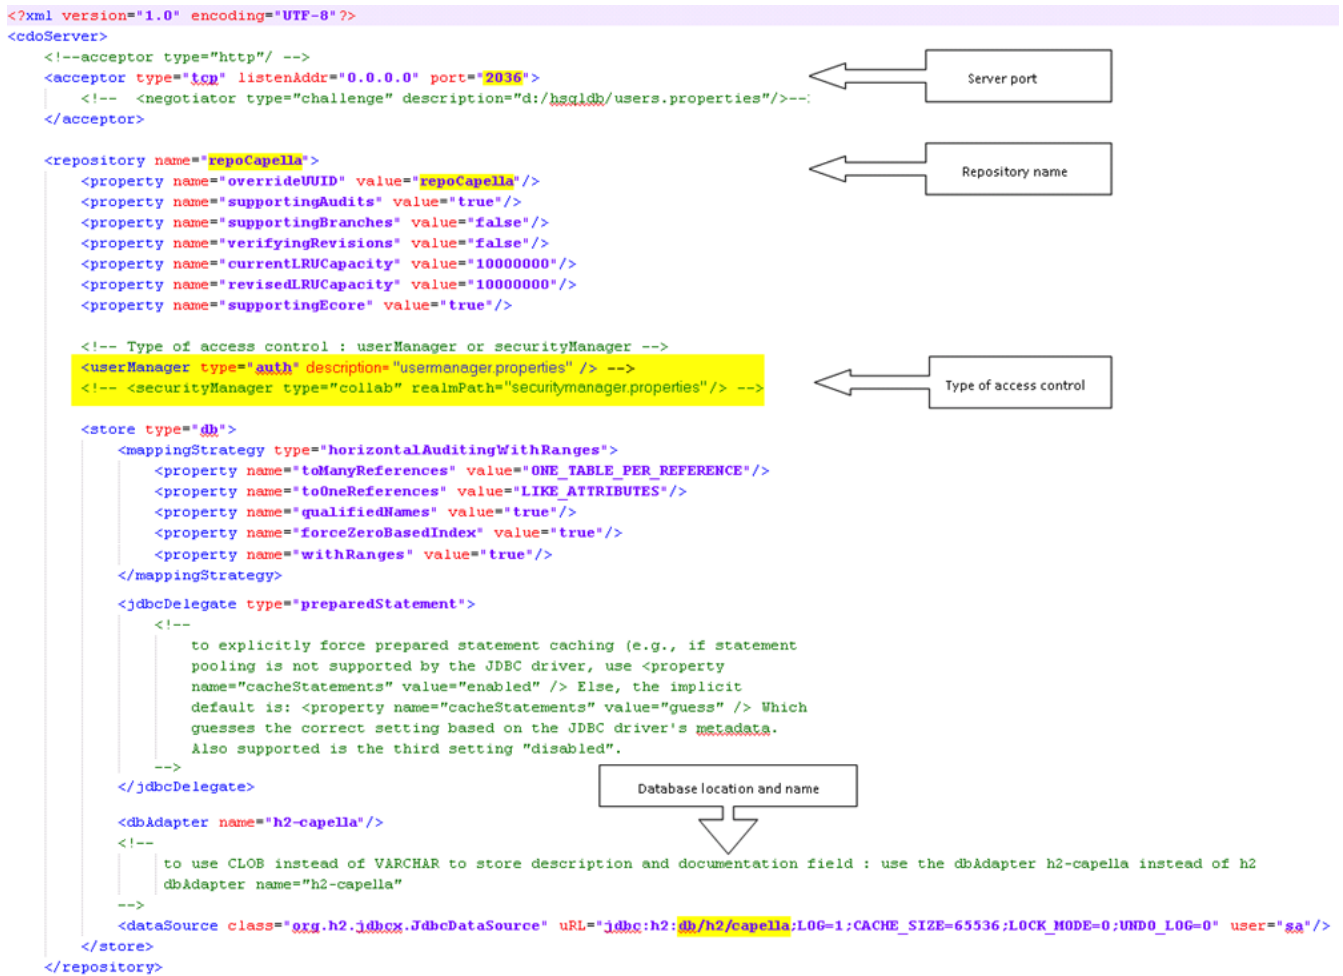 <?xml version="1.0" encoding="UTF-8"?>
<cdoServer>
<!--acceptor type="http"/ -->
<acceptor type="tcp" listenAddr="0.0.0.0" port="2036">
Server port
<!-- <negotiator type="challenge" description="d:/hsqldb/users.properties"/>--
</acceptor>
<repository name="repoCapella">
Repository name
<property name="overrideUUID" value="repoCapella"/>
<property name="supportingAudits" value="true"/>
<property name="supportingBranches" value="false"/>
<property name="verifyingRevisions" value="false"/>
<property name="currentLRUCapacity" value="10000000"/>
<property name="revisedLRUCapacity" value="10000000"/>
<property name="supportingEcore" value="true"/>
<!-- Type of access control : userManager or securityManager -->
<userManager type="auth" description="usermanager.properties" /> -->
<!-- <securityManager type="collab" realmPath="securitymanager.properties"/> -->
Type of access control
<store type="db">
<mappingStrategy type="horizontalAuditingWithRanges">
<property name="toManyReferences" value="ONE_TABLE_PER_REFERENCE"/>
<property name="toOneReferences" value="LIKE_ATTRIBUTES"/>
<property name="qualifiedNames" value="true"/>
<property name="forceZeroBasedIndex" value="true"/>
<property name="withRanges" value="true"/>
</mappingStrategy>
<jdbcDelegate type="preparedStatement">
<!--
to explicitly force prepared statement caching (e.g., if statement
pooling is not supported by the JDBC driver, use <property
name="cacheStatements" value="enabled" /> Else, the implicit
default is: <property name="cacheStatements" value="guess" /> Which
guesses the correct setting based on the JDBC driver's metadata.
Also supported is the third setting "disabled".
-->
</jdbcDelegate>
Database location and name
<dbAdapter name="h2-capella"/>
<!--
to use CLOB instead of VARCHAR to store description and documentation field : use the dbAdapter h2-capella instead of h2
dbAdapter name="h2-capella"
-->
<dataSource class="org.h2.jdbcx.JdbcDataSource" uRL="jdbc:h2:db/h2/capella;LOG=1;CACHE_SIZE=65536;LOCK_MODE=0;UNDO_LOG=0" user="sa"/>
</store>
</repository>